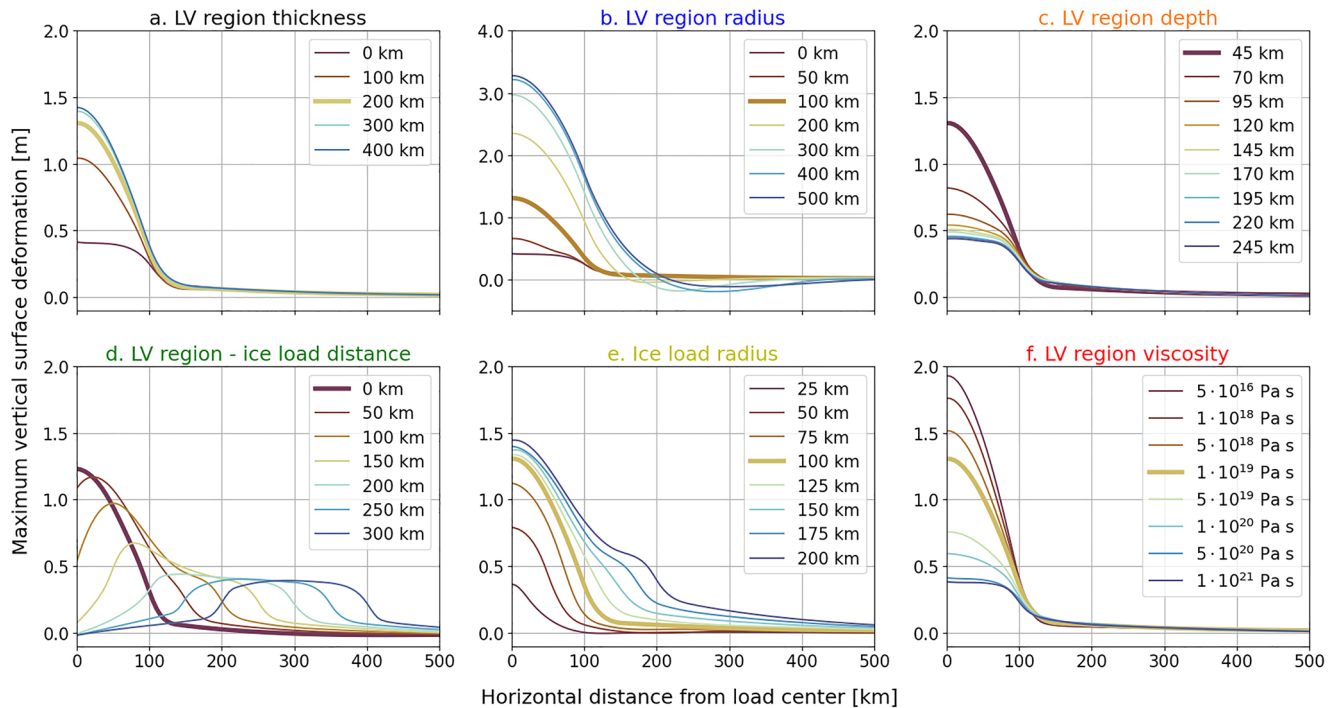 a. LV region thickness
2.0
1.5
1.0
0.5
0.0
0 km
100 km
200 km
300 km
400 km
b. LV region radius
4.0
3.0
2.0
1.0
0.0
0 km
50 km
100 km
200 km
300 km
400 km
500 km
c. LV region depth
2.0
1.5
1.0
0.5
0.0
45 km
70 km
95 km
120 km
145 km
170 km
195 km
220 km
245 km
Maximum vertical surface deformation [m]
d. LV region - ice load distance
2.0
1.5
1.0
0.5
0.0
0 km
50 km
100 km
150 km
200 km
250 km
300 km
0 100 200 300 400 500
e. Ice load radius
25 km
50 km
75 km
100 km
125 km
150 km
175 km
200 km
2.0
1.5
1.0
0.5
0.0
0 100 200 300 400 500
f. LV region viscosity
2.0
1.5
1.0
0.5
0.0
5·10¹⁶ Pa s
1·10¹⁸ Pa s
5·10¹⁸ Pa s
1·10¹⁹ Pa s
5·10¹⁹ Pa s
1·10²⁰ Pa s
5·10²⁰ Pa s
1·10²¹ Pa s
0 100 200 300 400 500
Horizontal distance from load center [km]